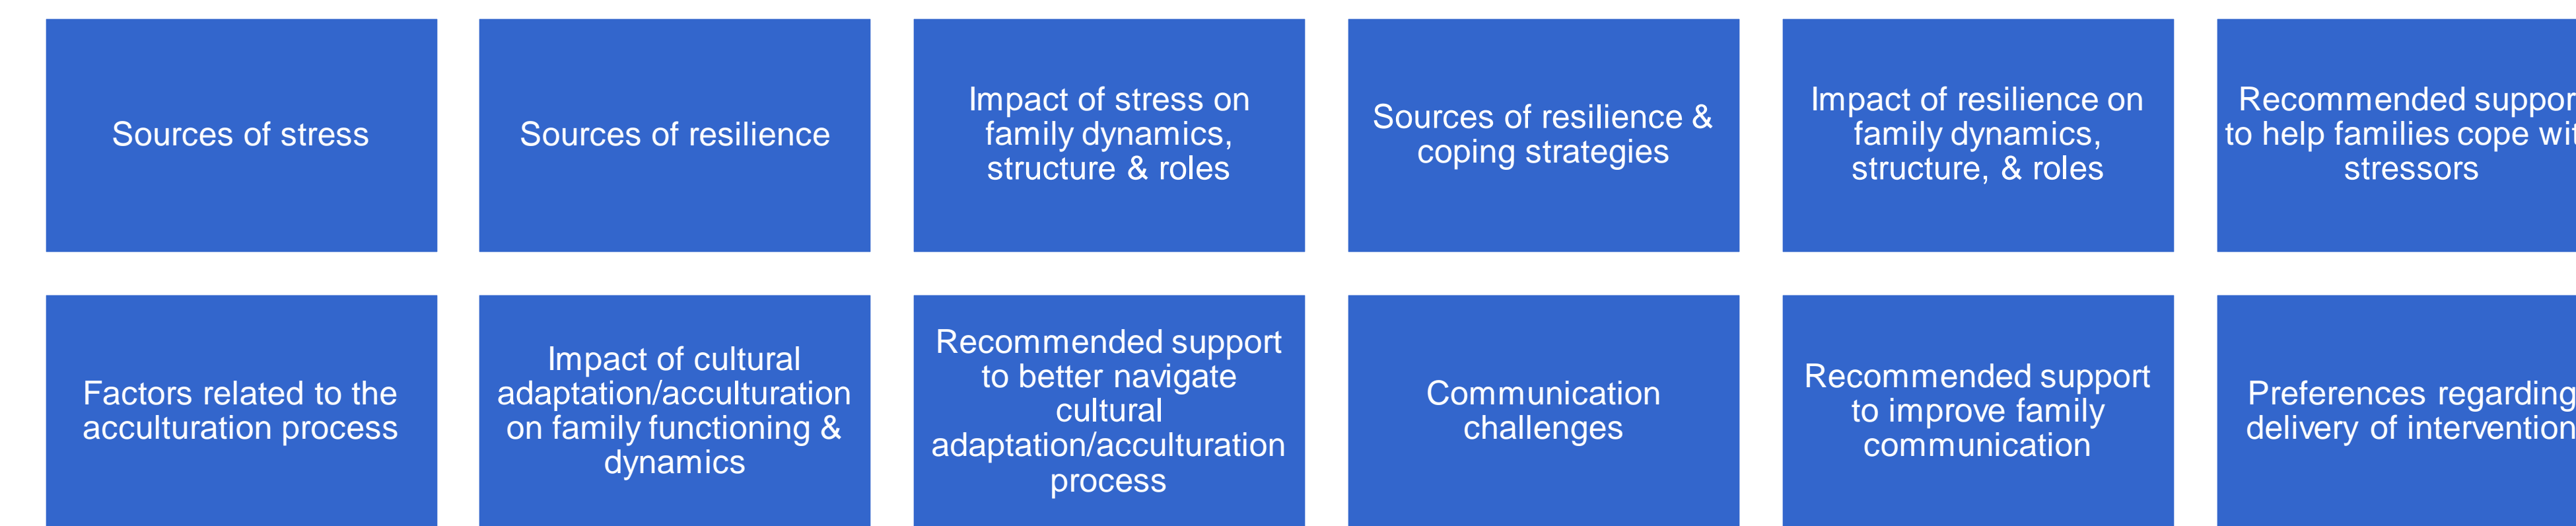 Sources of stress
Sources of resilience
Impact of stress on
family dynamics,
structure & roles
Sources of resilience &
coping strategies
Impact of resilience on
family dynamics,
structure, & roles
Recommended suppor
to help families cope wit
stressors
Factors related to the
acculturation process
Impact of cultural
adaptation/acculturation
on family functioning &
dynamics
Recommended support
to better navigate
cultural
adaptation/acculturation
process
Communication
challenges
Recommended support
to improve family
communication
Preferences regarding
delivery of intervention